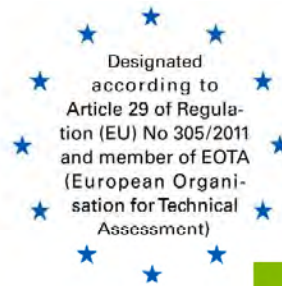 Designated
according to
Article 29 of Regula-
tion (EU) No 305/2011
and member of EOTA
(European Organi-
sation for Technical
Assessment)